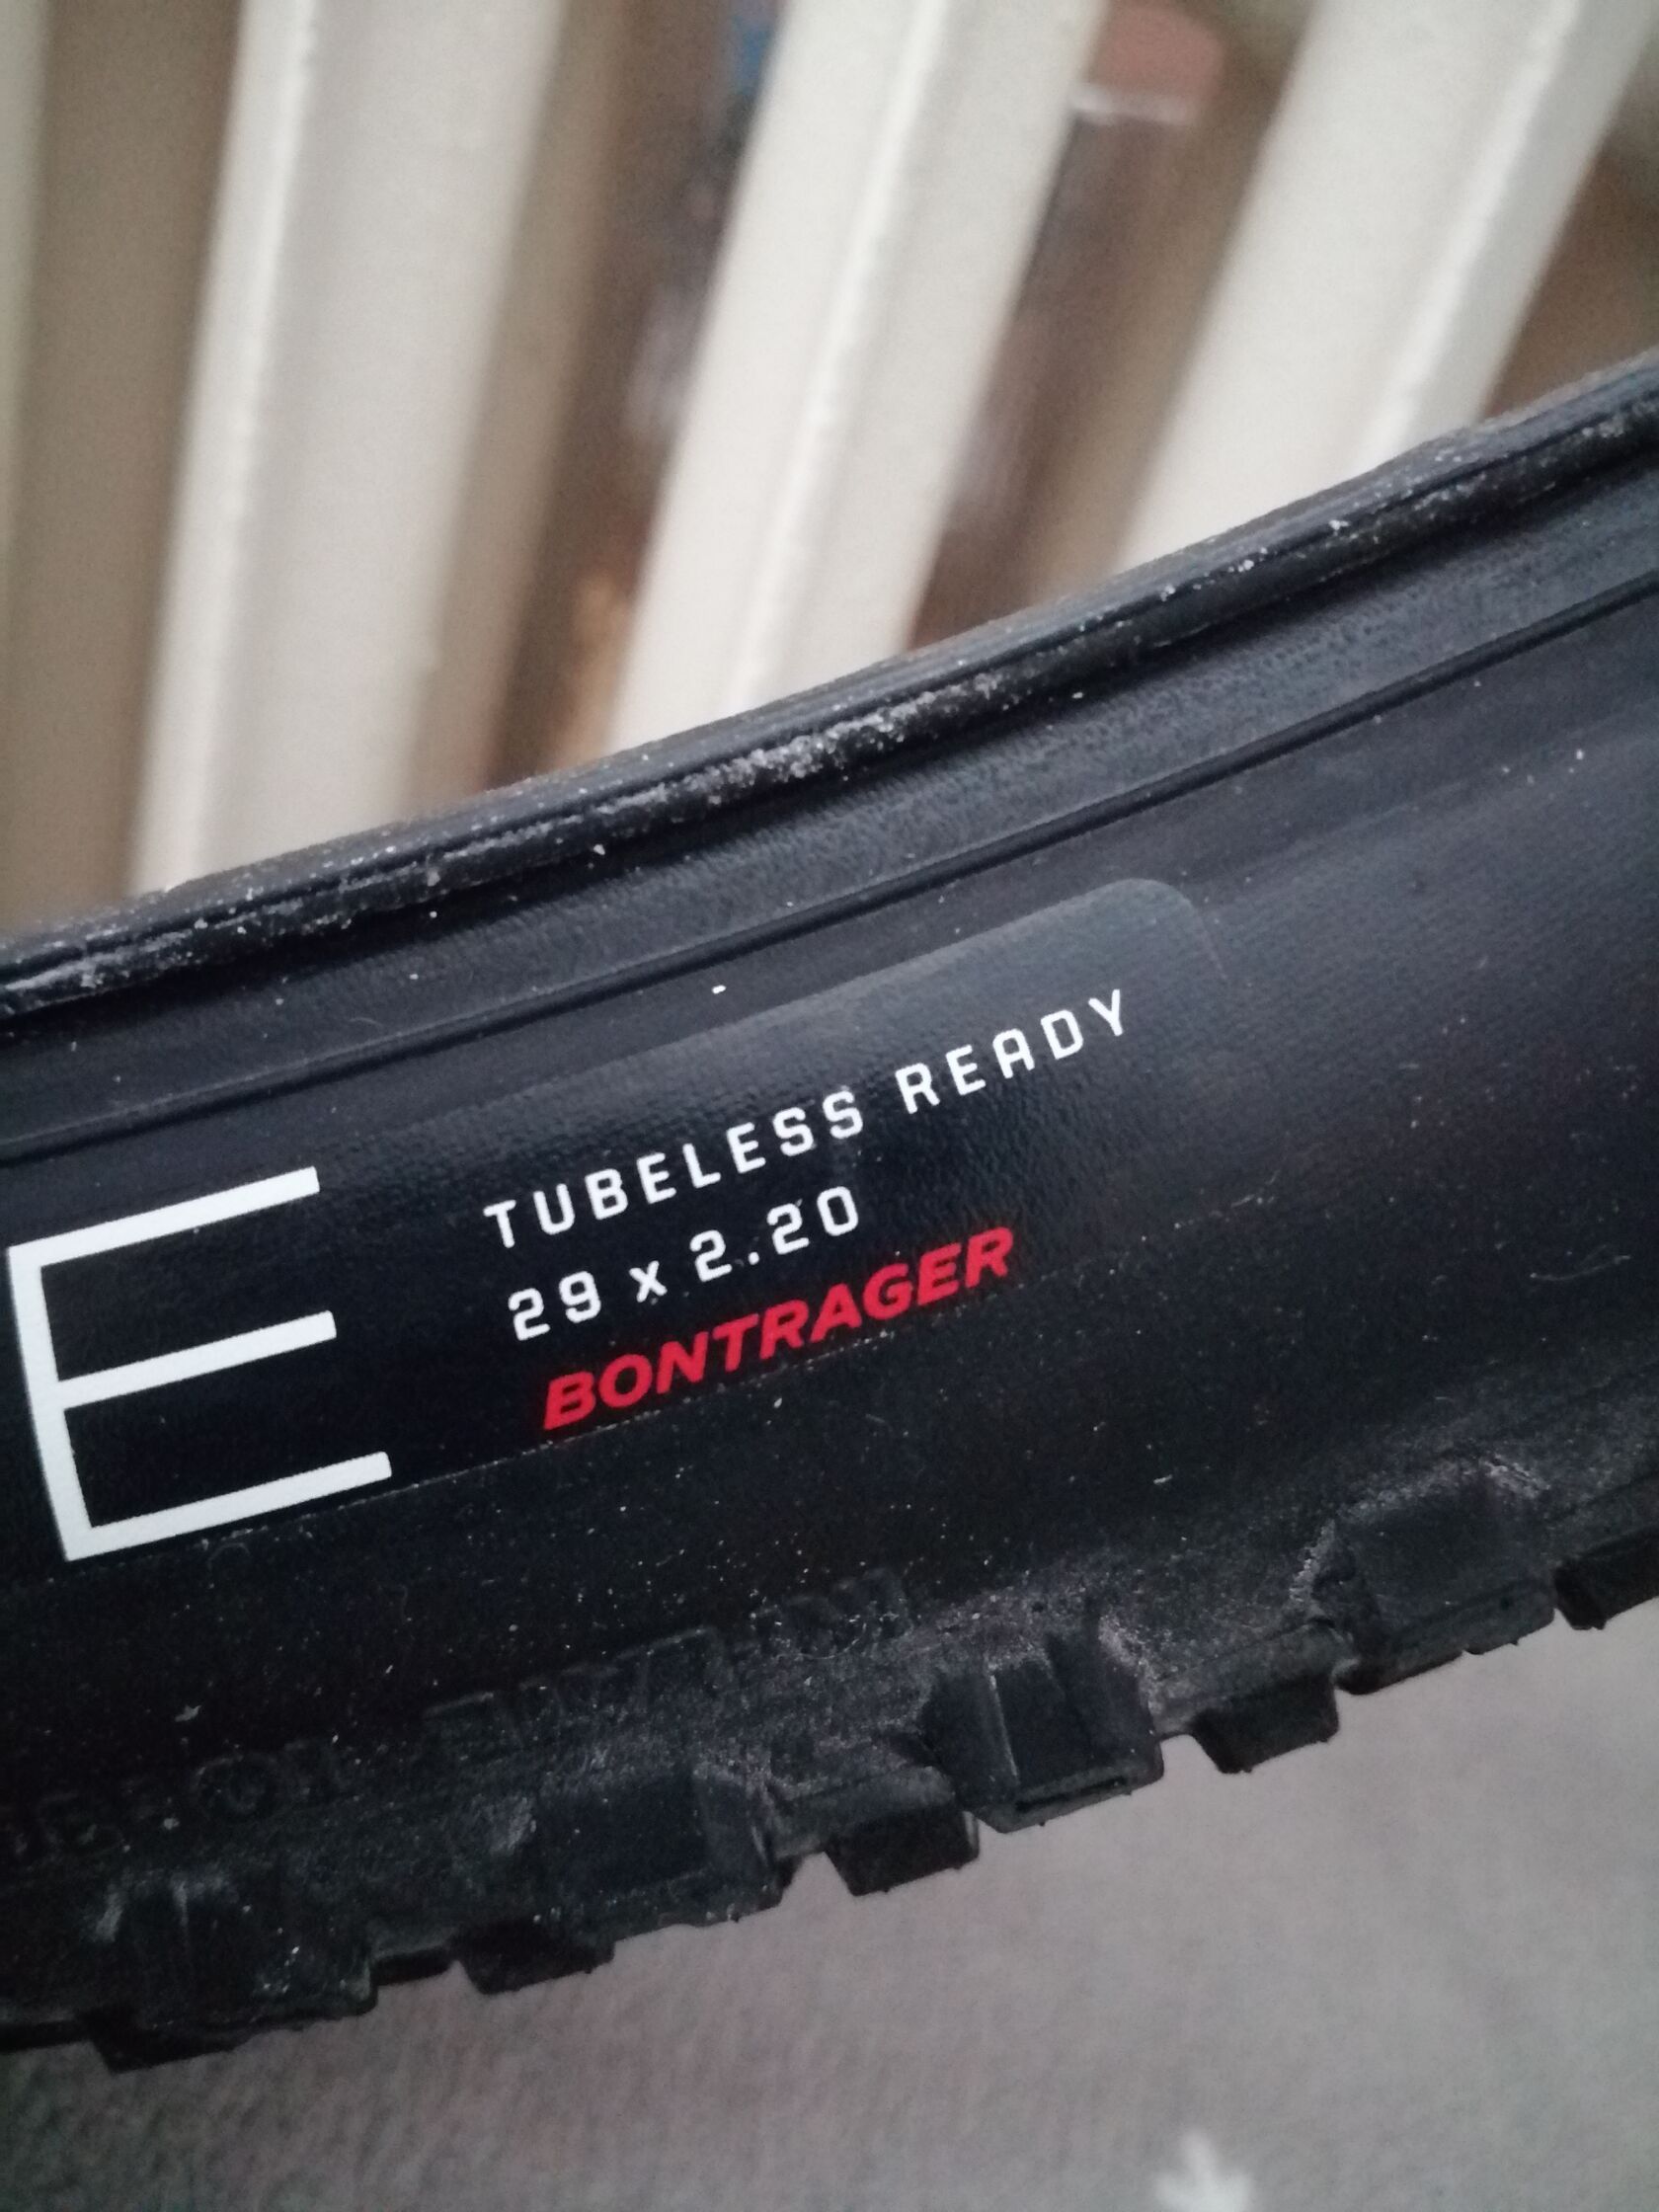 E
TUBELESS READY
29 x 2.20
BONTRAGER